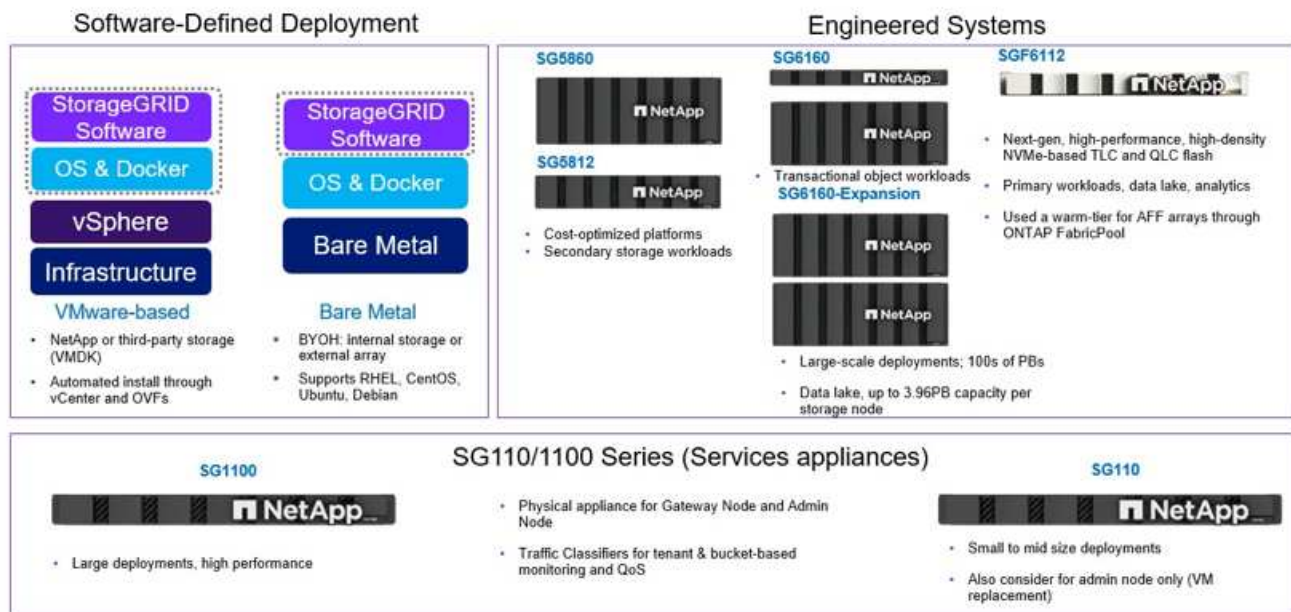 Software-Defined Deployment
StorageGRID
Software
OS & Docker
vSphere
Infrastructure
VMware-based
• NetApp or third-party storage
(VMDK)
• Automated install through
vCenter and OVFs
StorageGRID
Software
OS & Docker
Bare Metal
Bare Metal
• BYOH: internal storage or
external array
• Supports RHEL, CentOS,
Ubuntu, Debian
Engineered Systems
SG5860
NetApp
SG5812
NetApp
• Cost-optimized platforms
• Secondary storage workloads
SG6160
NetApp
NetApp
• Transactional object workloads
SG6160-Expansion
NetApp
NetApp
• Large-scale deployments; 100s of PBs
• Data lake, up to 3.96PB capacity per
storage node
SGF6112
NetApp
• Next-gen, high-performance, high-density
NVMe-based TLC and QLC flash
• Primary workloads, data lake, analytics
• Used a warm-tier for AFF arrays through
ONTAP FabricPool
SG110/1100 Series (Services appliances)
SG1100
NetApp
• Large deployments, high performance
• Physical appliance for Gateway Node and Admin
Node
• Traffic Classifiers for tenant & bucket-based
monitoring and QoS
SG110
NetApp
• Small to mid size deployments
• Also consider for admin node only (VM
replacement)